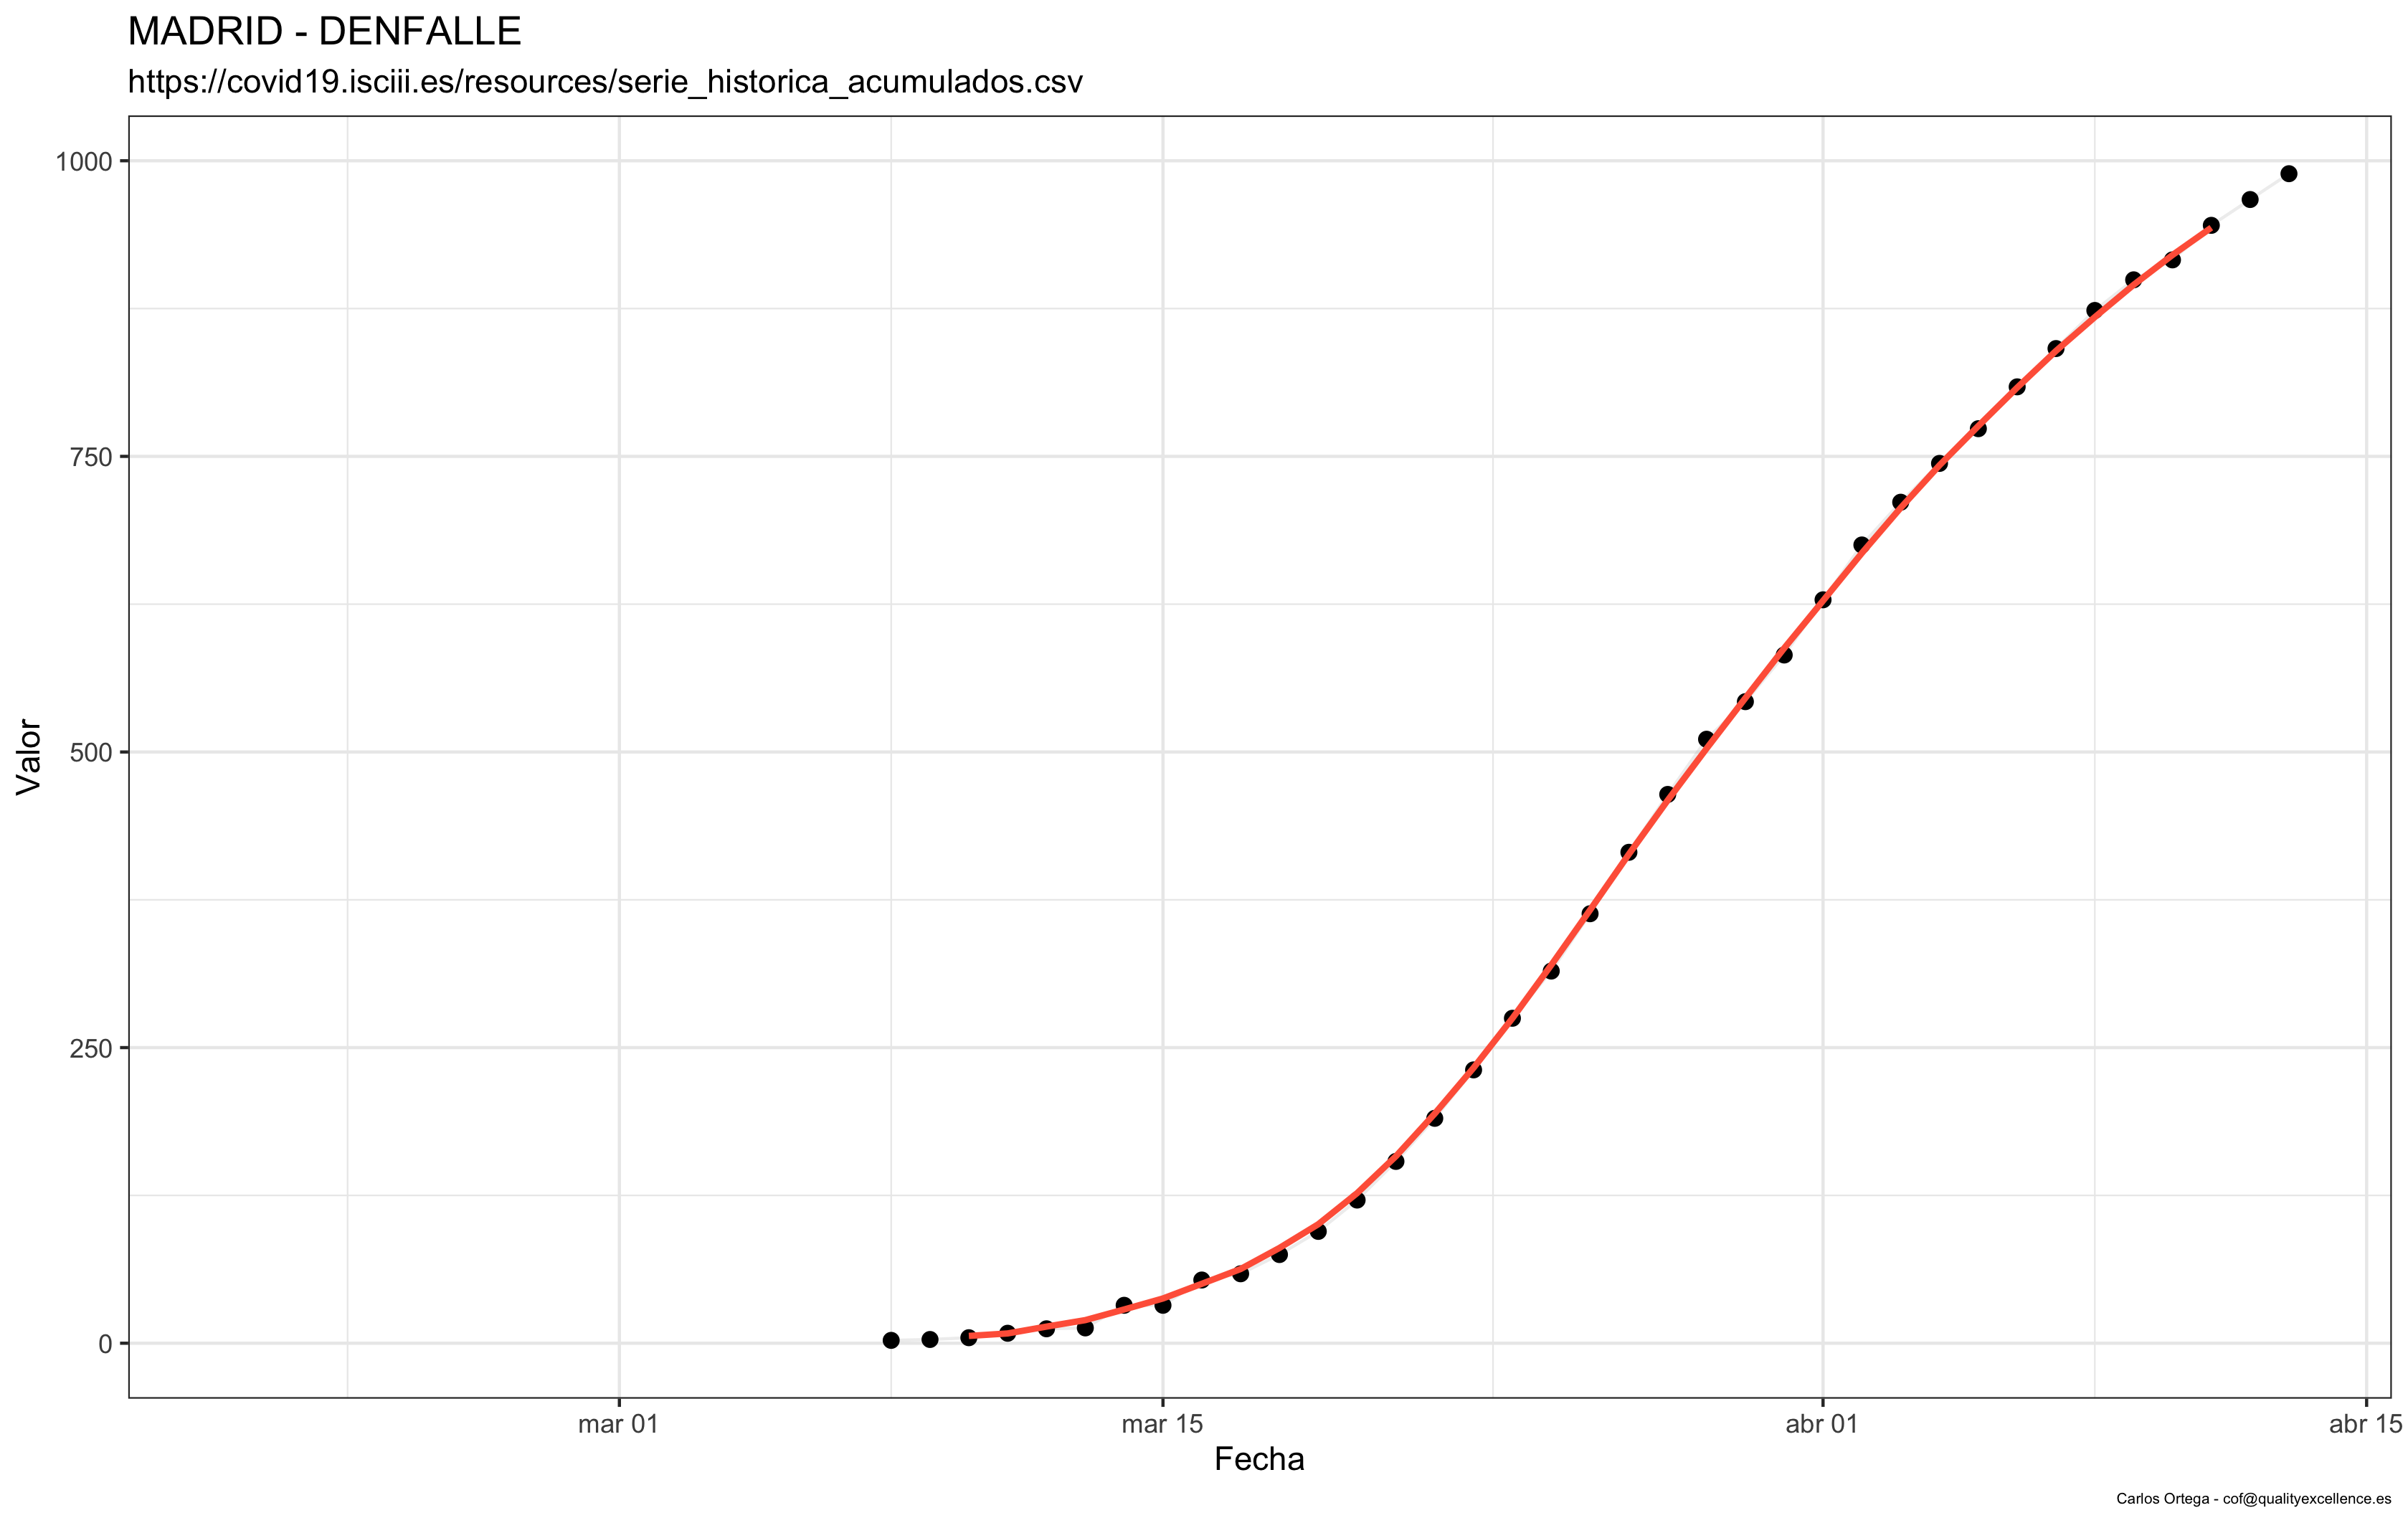 MADRID - DENFALLE
https://covid19.isciii.es/resources/serie_historica_acumulados.csv
1000
750
500
250
0
Valor
mar 01
mar 15
abr 01
abr 15
Fecha
Carlos Ortega - cof@qualityexcellence.es